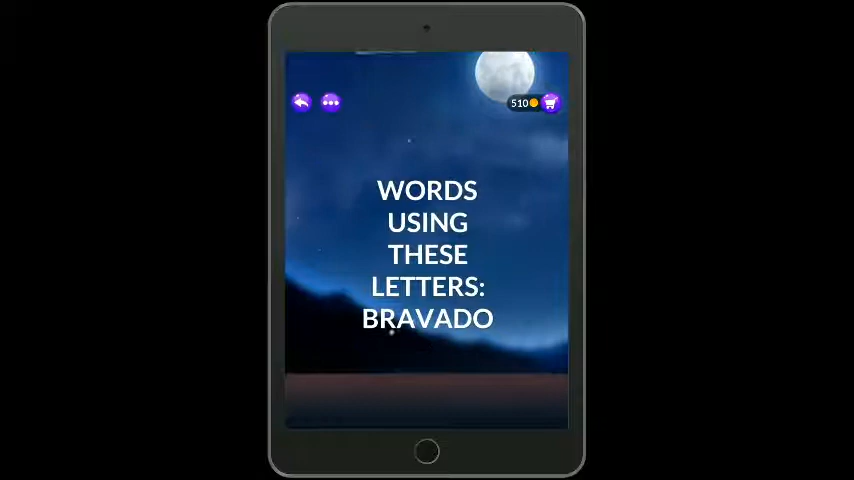 510
WORDS
USING
THESE
LETTERS:
BRAVADO